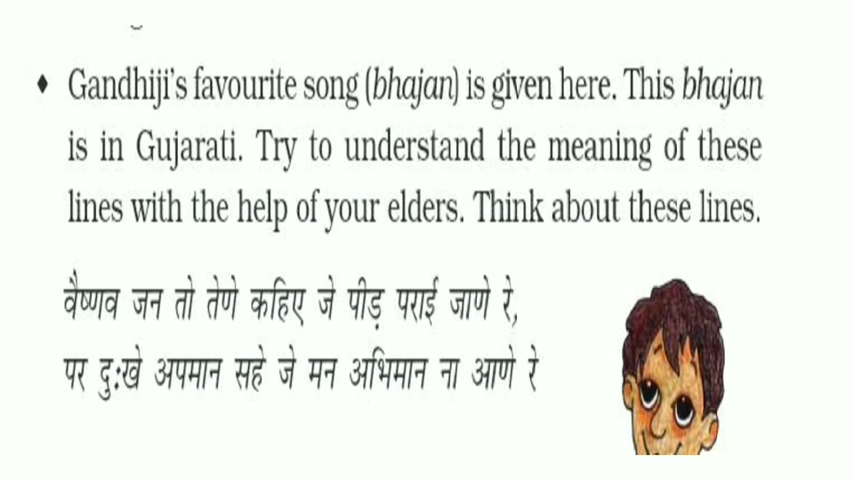 ♦ Gandhiji's favourite song (bhajan) is given here. This bhajan
is in Gujarati. Try to understand the meaning of these
lines with the help of your elders. Think about these lines.
वैष्णव जन तो तेणे कहिए जे पीड़ पराई जाणे रे,
पर दुःखे अपमान सहे जे मन अभिमान ना आणे रे